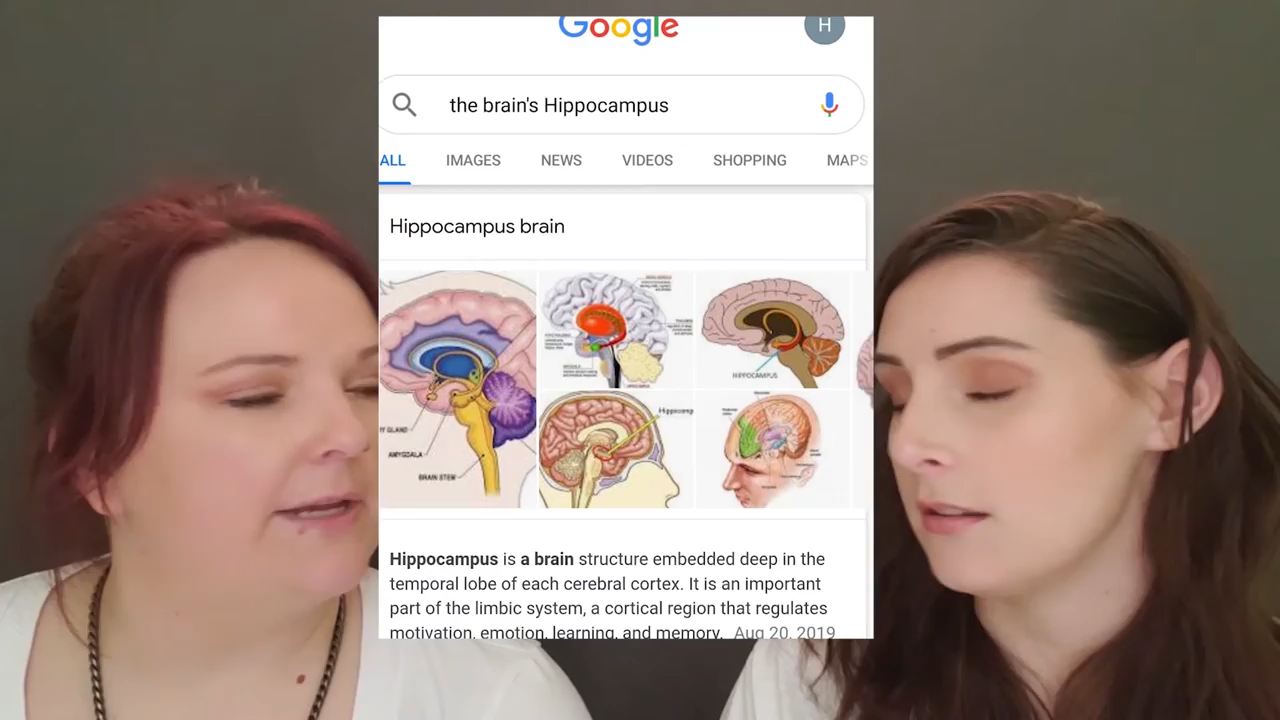 Google
H
the brain's Hippocampus
ALL IMAGES NEWS VIDEOS SHOPPING MAPS
Hippocampus brain
Y GLAND
AMYGDALA
BRAIN STEM
HIPPOCAMPUS
Hippocamp
Hippocampus is a brain structure embedded deep in the
temporal lobe of each cerebral cortex. It is an important
part of the limbic system, a cortical region that regulates
motivation, emotion, learning, and memory. Aug 20, 2019